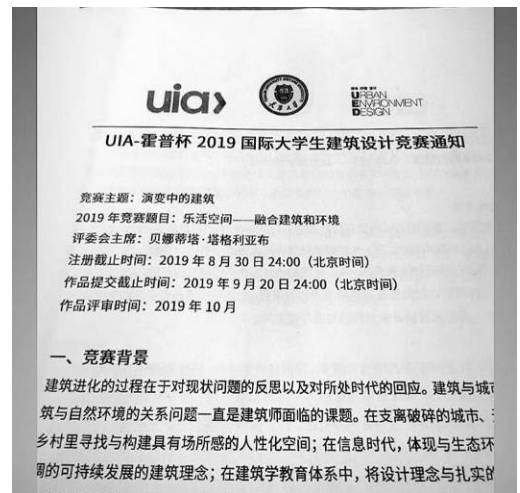 uia
URBAN
ENVIRONMENT
DESIGN
UIA-霍普杯 2019 国际大学生建筑设计竞赛通知
竞赛主题：演变中的建筑
2019 年竞赛题目：乐活空间——融合建筑和环境
评委会主席：贝娜蒂塔·塔格利亚布
注册截止时间：2019 年 8 月 30 日 24:00（北京时间）
作品提交截止时间：2019 年 9 月 20 日 24:00（北京时间）
作品评审时间：2019 年 10 月
一、竞赛背景
建筑进化的过程在于对现状问题的反思以及对所处时代的回应。建筑与城
筑与自然环境的关系问题一直是建筑师面临的课题。在支离破碎的城市、
乡村里寻找与构建具有场所感的人性化空间；在信息时代，体现与生态环
调的可持续发展的建筑理念；在建筑学教育体系中，将设计理念与扎实的